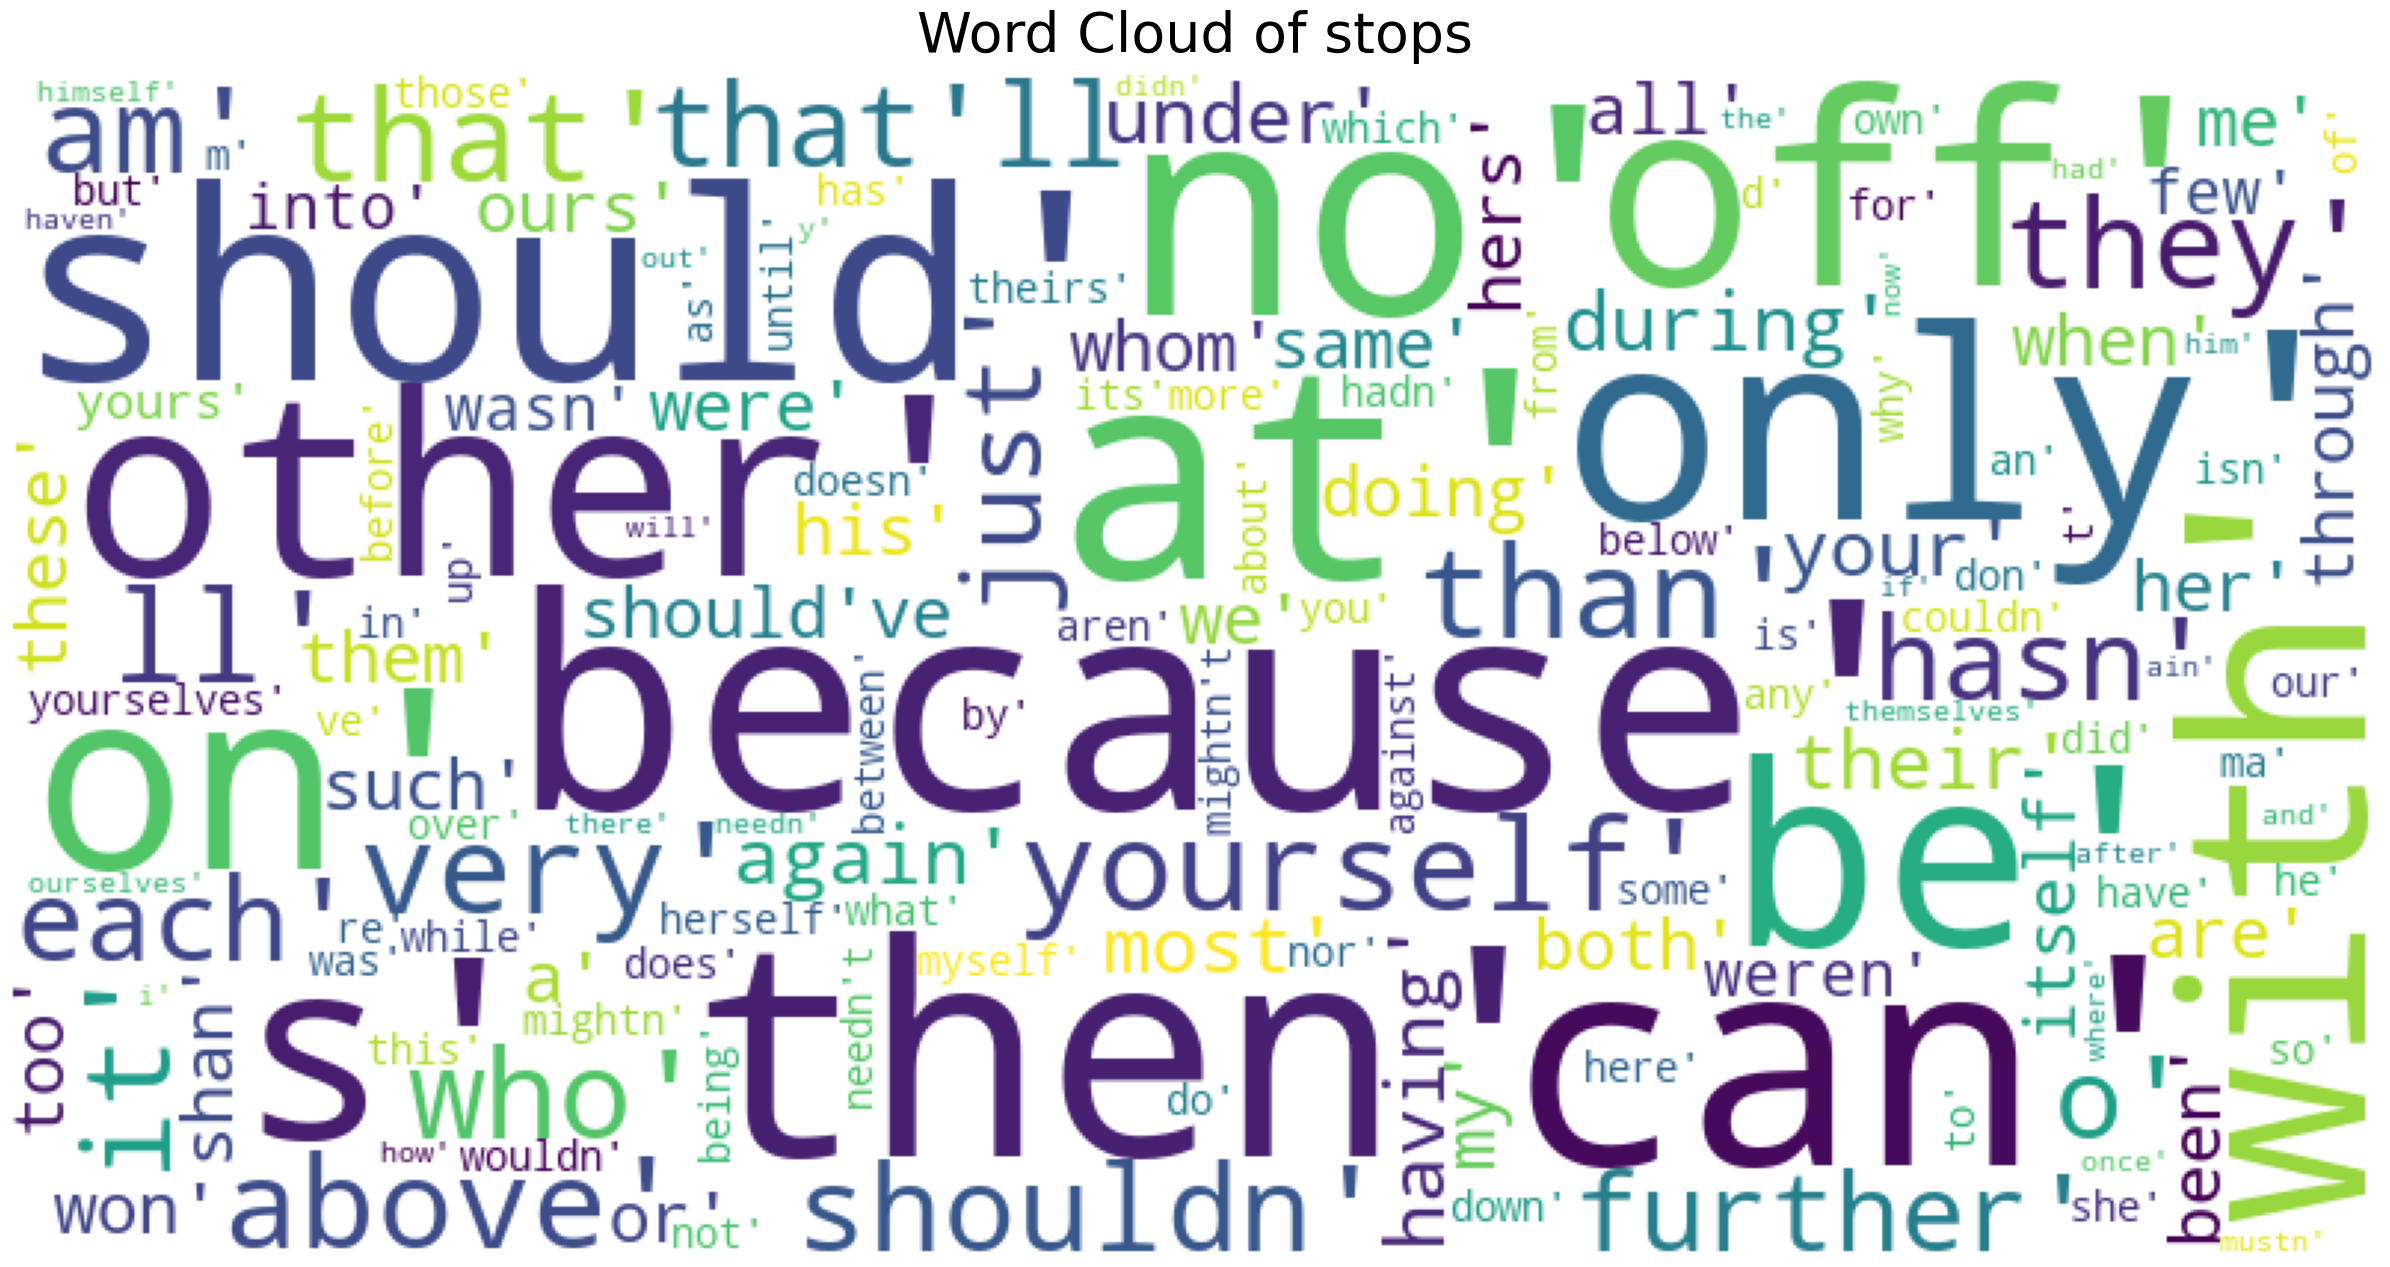 Word Cloud of stops
himself'
am'
m'
that'
those'
that'll
didn'
under'
which'
hers'
all'
the'
own'
me'
of'
but'
into'
ours'
has'
no'
off'
d'
for'
had'
few'
they'
haven'
should'
out'
as'
until'
y'
theirs'
now'
through'
just'
whom'
same'
from'
during'
when'
him'
yours'
wasn'
were'
its'
more'
hadn'
why'
only'
these'
other'
before'
doesn'
his'
will'
up'
at'
about'
doing'
an'
isn'
t'
below'
your'
if'
don'
her'
ll'
in'
should've
aren'
we'
you'
than'
is'
couldn'
them'
because'
hasn'
ain'
our'
yourselves'
ve'
by'
between'
mightn't
against'
any'
themselves'
with'
on'
such'
their'
did'
ma'
over'
there'
needn'
be'
itself'
and'
very'
again'
yourself'
some'
after'
have'
he'
ourselves'
each'
re'
while'
herself'
what'
was'
does'
myself'
most'
nor'
both'
weren'
are'
too'
i'
it'
shan'
s'
a'
mightn'
this'
who'
being'
needn't
then'
do'
having'
my'
can'
here'
to'
where'
o'
so'
been'
how'
wouldn'
once'
won'
above'
or'
not'
shouldn'
down'
further'
she'
mustn'